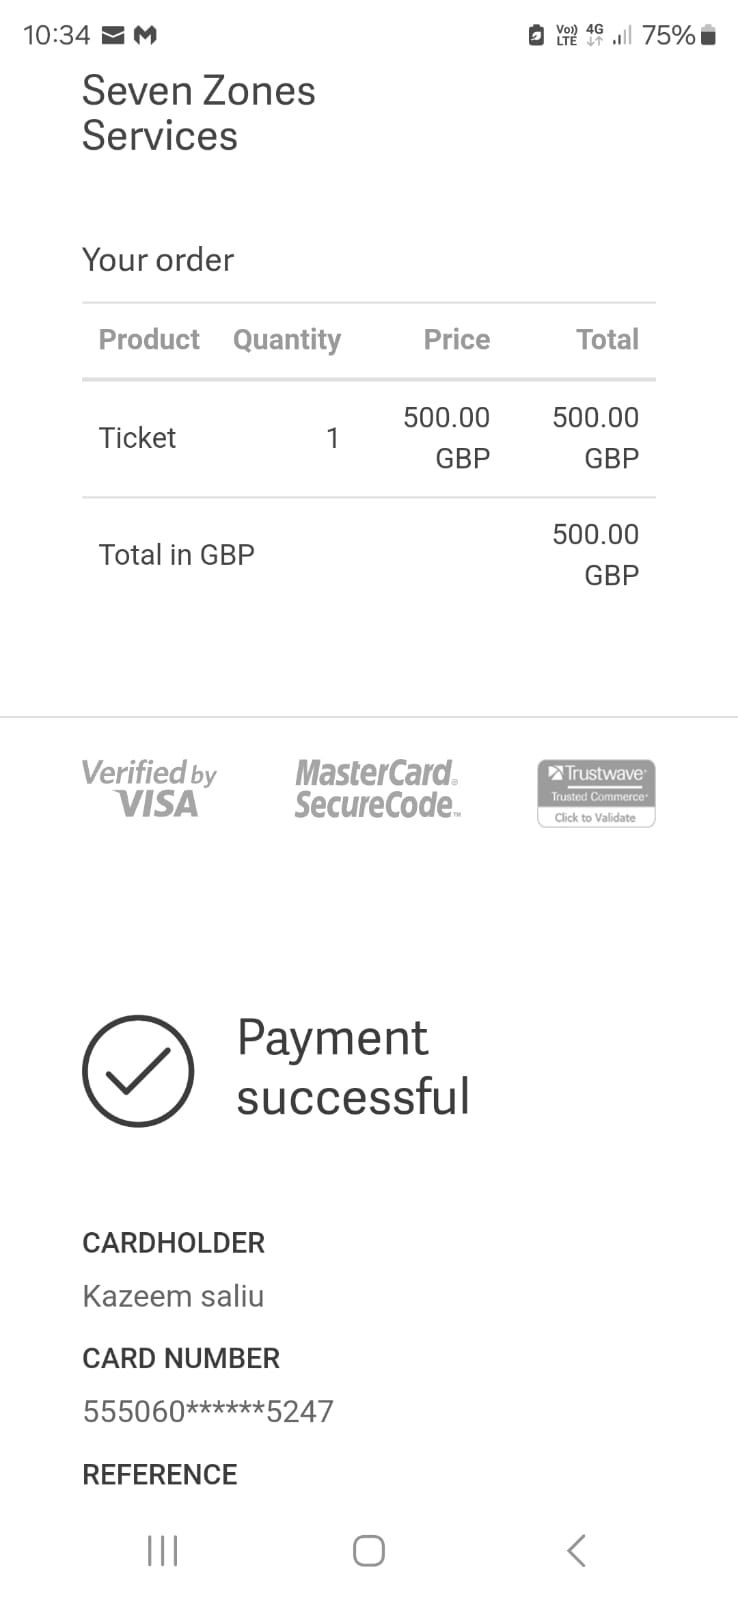 10:34
Vo)) 4G
LTE
75%
Seven Zones
Services
Your order
Product Quantity Price Total
Ticket 1 500.00 GBP 500.00 GBP
Total in GBP 500.00 GBP
Verified by
VISA
MasterCard®
SecureCode™
Trustwave®
Trusted Commerce®
Click to Validate
Payment
successful
CARDHOLDER
Kazeem saliu
CARD NUMBER
555060******5247
REFERENCE